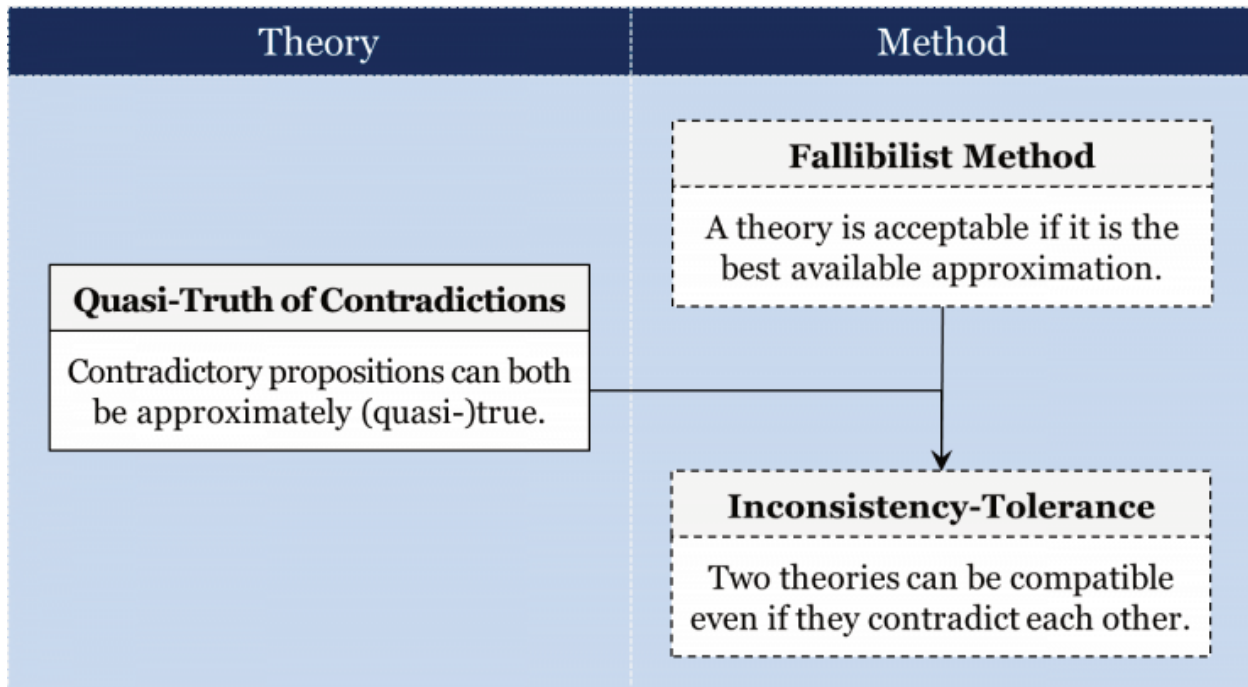 Theory
Method
Fallibilist Method
A theory is acceptable if it is the
best available approximation.
Quasi-Truth of Contradictions
Contradictory propositions can both
be approximately (quasi-)true.
Inconsistency-Tolerance
Two theories can be compatible
even if they contradict each other.